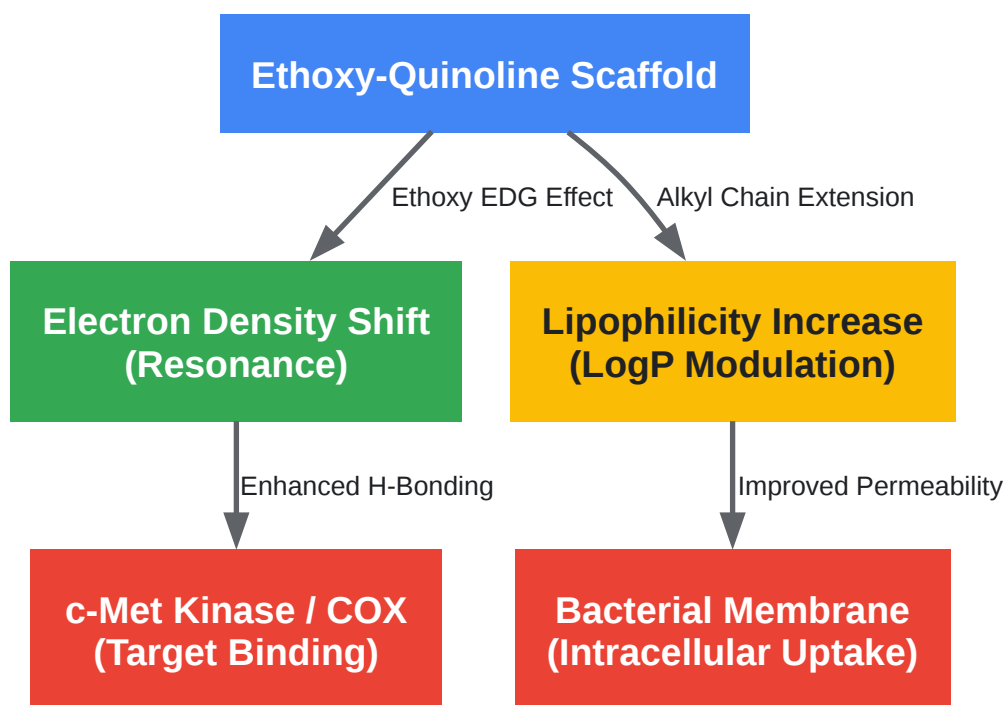 Ethoxy-Quinoline Scaffold
Ethoxy EDG Effect
Alkyl Chain Extension
Electron Density Shift
(Resonance)
Lipophilicity Increase
(LogP Modulation)
Enhanced H-Bonding
Improved Permeability
c-Met Kinase / COX
(Target Binding)
Bacterial Membrane
(Intracellular Uptake)